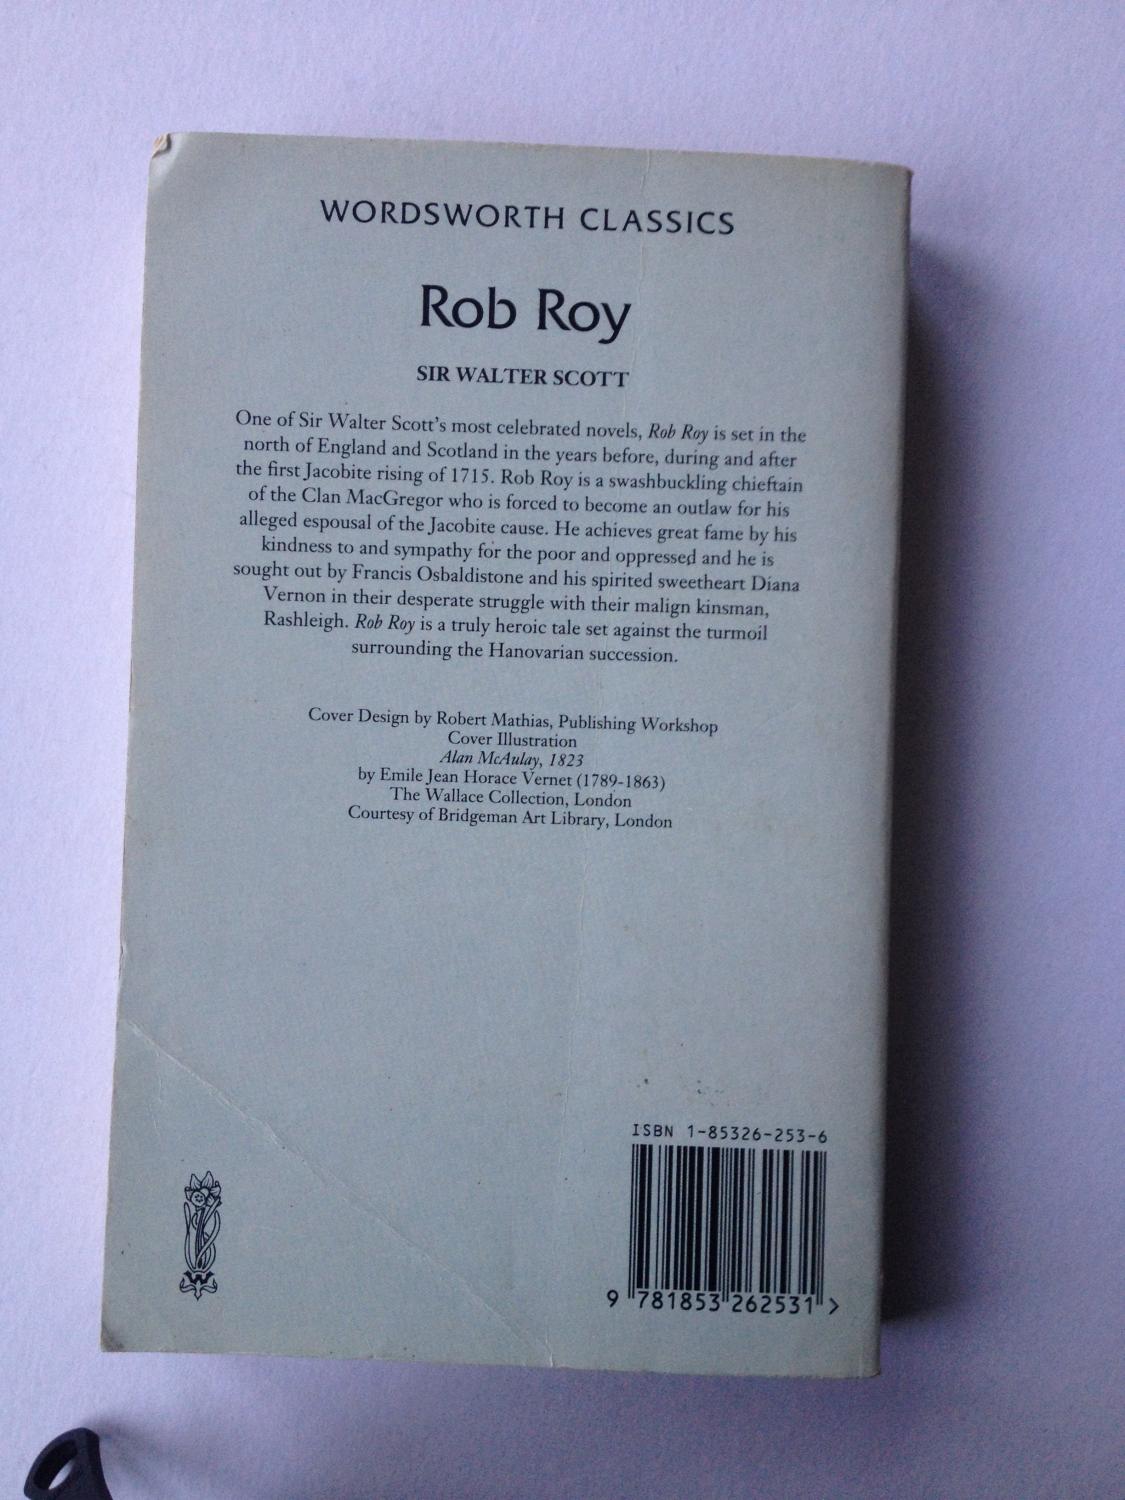 WORDSWORTH CLASSICS
Rob Roy
SIR WALTER SCOTT
One of Sir Walter Scott's most celebrated novels, Rob Roy is set in the
north of England and Scotland in the years before, during and after
the first Jacobite rising of 1715. Rob Roy is a swashbuckling chieftain
of the Clan MacGregor who is forced to become an outlaw for his
alleged espousal of the Jacobite cause. He achieves great fame by his
kindness to and sympathy for the poor and oppressed and he is
sought out by Francis Osbaldistone and his spirited sweetheart Diana
Vernon in their desperate struggle with their malign kinsman,
Rashleigh. Rob Roy is a truly heroic tale set against the turmoil
surrounding the Hanovarian succession.
Cover Design by Robert Mathias, Publishing Workshop
Cover Illustration
Alan McAulay, 1823
by Emile Jean Horace Vernet (1789-1863)
The Wallace Collection, London
Courtesy of Bridgeman Art Library, London
ISBN 1-85326-253-6
W
9 781853 262531 >